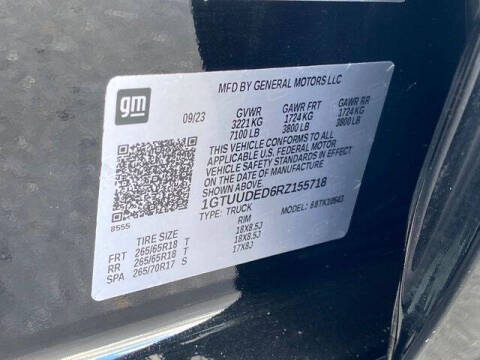 gm
MFD BY GENERAL MOTORS LLC
09/23
GVWR GAWR FRT GAWR RR
3221 KG 1724 KG 1724 KG
7100 LB 3800 LB 3800 LB
THIS VEHICLE CONFORMS TO ALL
APPLICABLE U.S. FEDERAL MOTOR
VEHICLE SAFETY STANDARDS IN EFFECT
ON THE DATE OF MANUFACTURE
SHOWN ABOVE.
1GTUUDED6RZ155718
TYPE: TRUCK MODEL:
8555
TIRE SIZE RIM
FRT 265/65R18 T 18X8.5J
RR 265/65R18 T 18X8.5J
SPA 265/70R17 S 17X8J